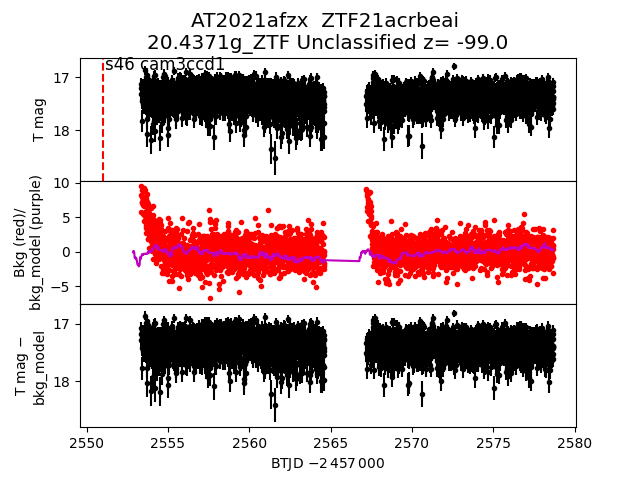 AT2021afzx  ZTF21acrbeai
20.4371g_ZTF Unclassified z= -99.0
s46 cam3ccd1
17
18
T mag
10
5
0
−5
Bkg (red)/
bkg_model (purple)
17
18
T mag −
bkg_model
2550 2555 2560 2565 2570 2575 2580
BTJD −2 457 000